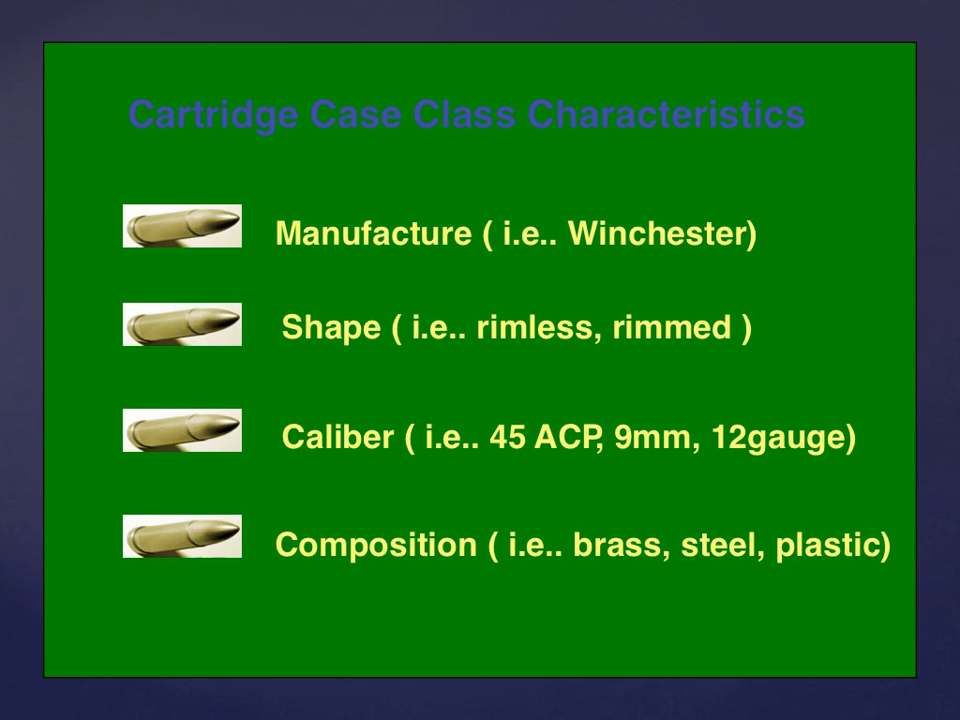 Cartridge Case Class Characteristics
Manufacture ( i.e.. Winchester)
Shape ( i.e.. rimless, rimmed )
Caliber ( i.e.. 45 ACP, 9mm, 12gauge)
Composition ( i.e.. brass, steel, plastic)